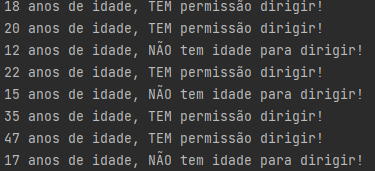 18 anos de idade, TEM permissão dirigir!
20 anos de idade, TEM permissão dirigir!
12 anos de idade, NÃO tem idade para dirigir!
22 anos de idade, TEM permissão dirigir!
15 anos de idade, NÃO tem idade para dirigir!
35 anos de idade, TEM permissão dirigir!
47 anos de idade, TEM permissão dirigir!
17 anos de idade, NÃO tem idade para dirigir!